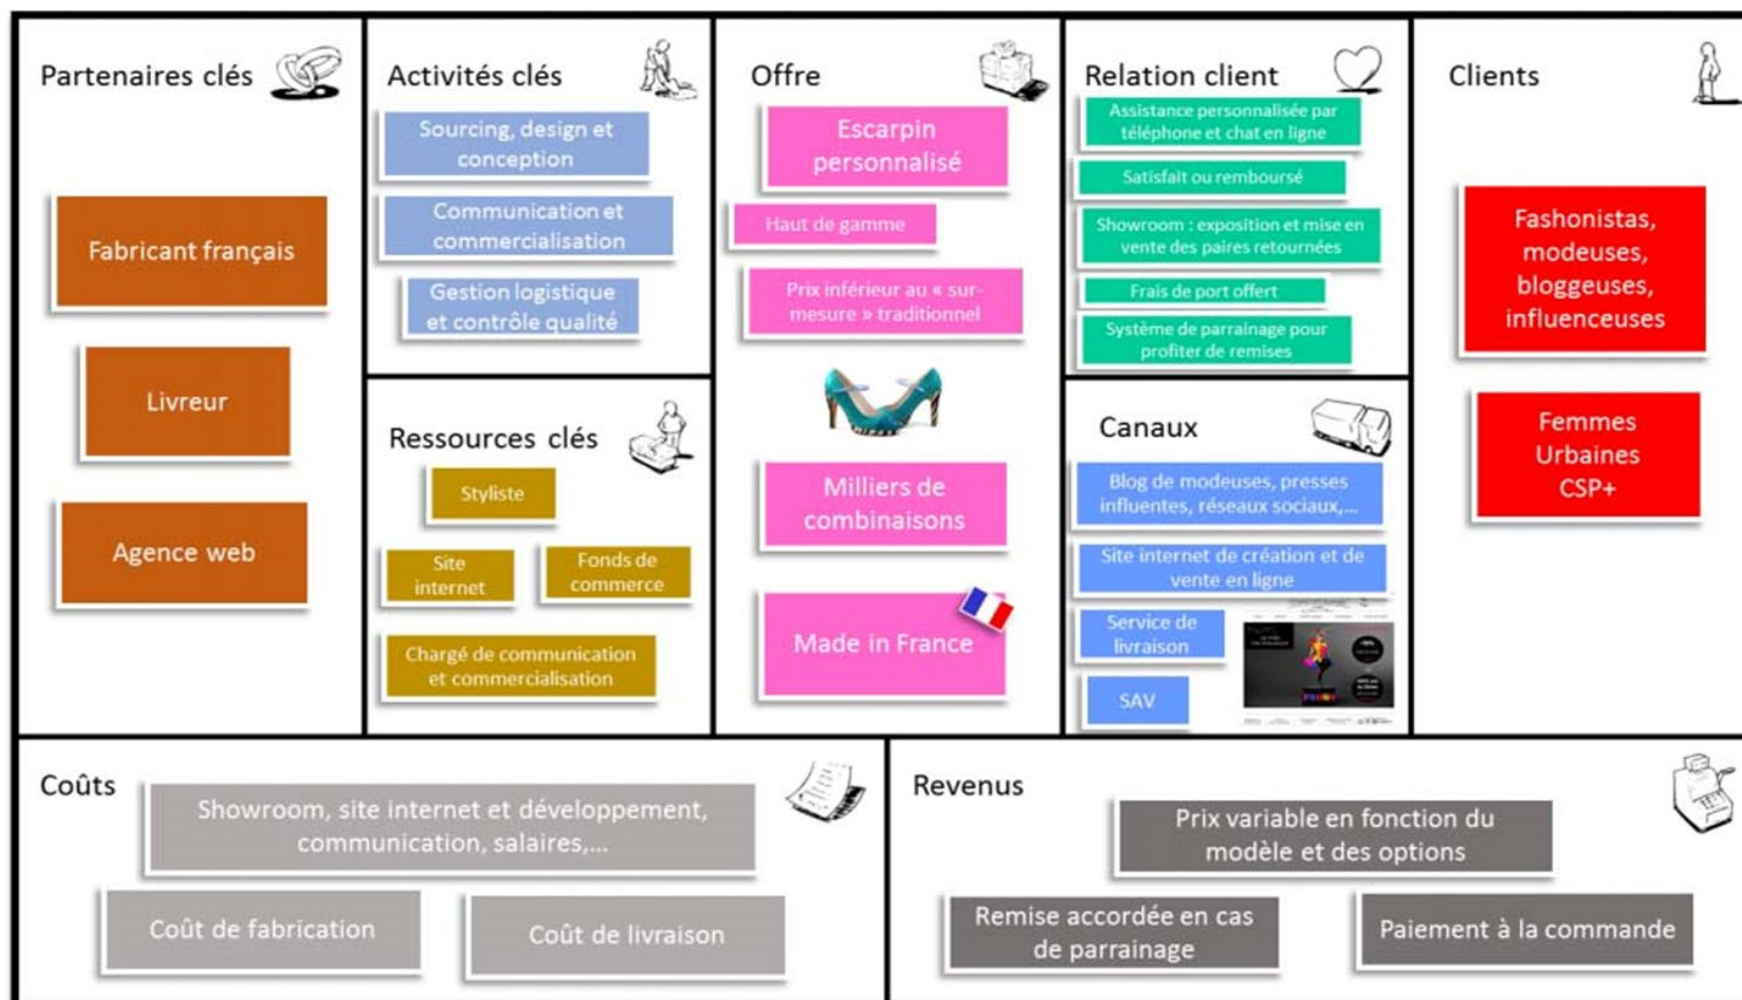 Partenaires clés
Fabricant français
Livreur
Agence web
Activités clés
Sourcing, design et
conception
Communication et
commercialisation
Gestion logistique
et contrôle qualité
Ressources clés
Styliste
Site
internet
Fonds de
commerce
Chargé de communication
et commercialisation
Offre
Escarpin
personnalisé
Haut de gamme
Prix inférieur au « sur-
mesure » traditionnel
Milliers de
combinaisons
Made in France
Relation client
Assistance personnalisée par
téléphone et chat en ligne
Satisfait ou remboursé
Showroom : exposition et mise en
vente des paires retournées
Frais de port offert
Système de parrainage pour
profiter de remises
Canaux
Blog de modeuses, presses
influentes, réseaux sociaux,...
Site internet de création et de
vente en ligne
Service de
livraison
SAV
Clients
Fashonistas,
modeuses,
bloggeuses,
influenceuses
Femmes
Urbaines
CSP+
Coûts
Showroom, site internet et développement,
communication, salaires,...
Coût de fabrication
Coût de livraison
Revenus
Prix variable en fonction du
modèle et des options
Remise accordée en cas
de parrainage
Paiement à la commande